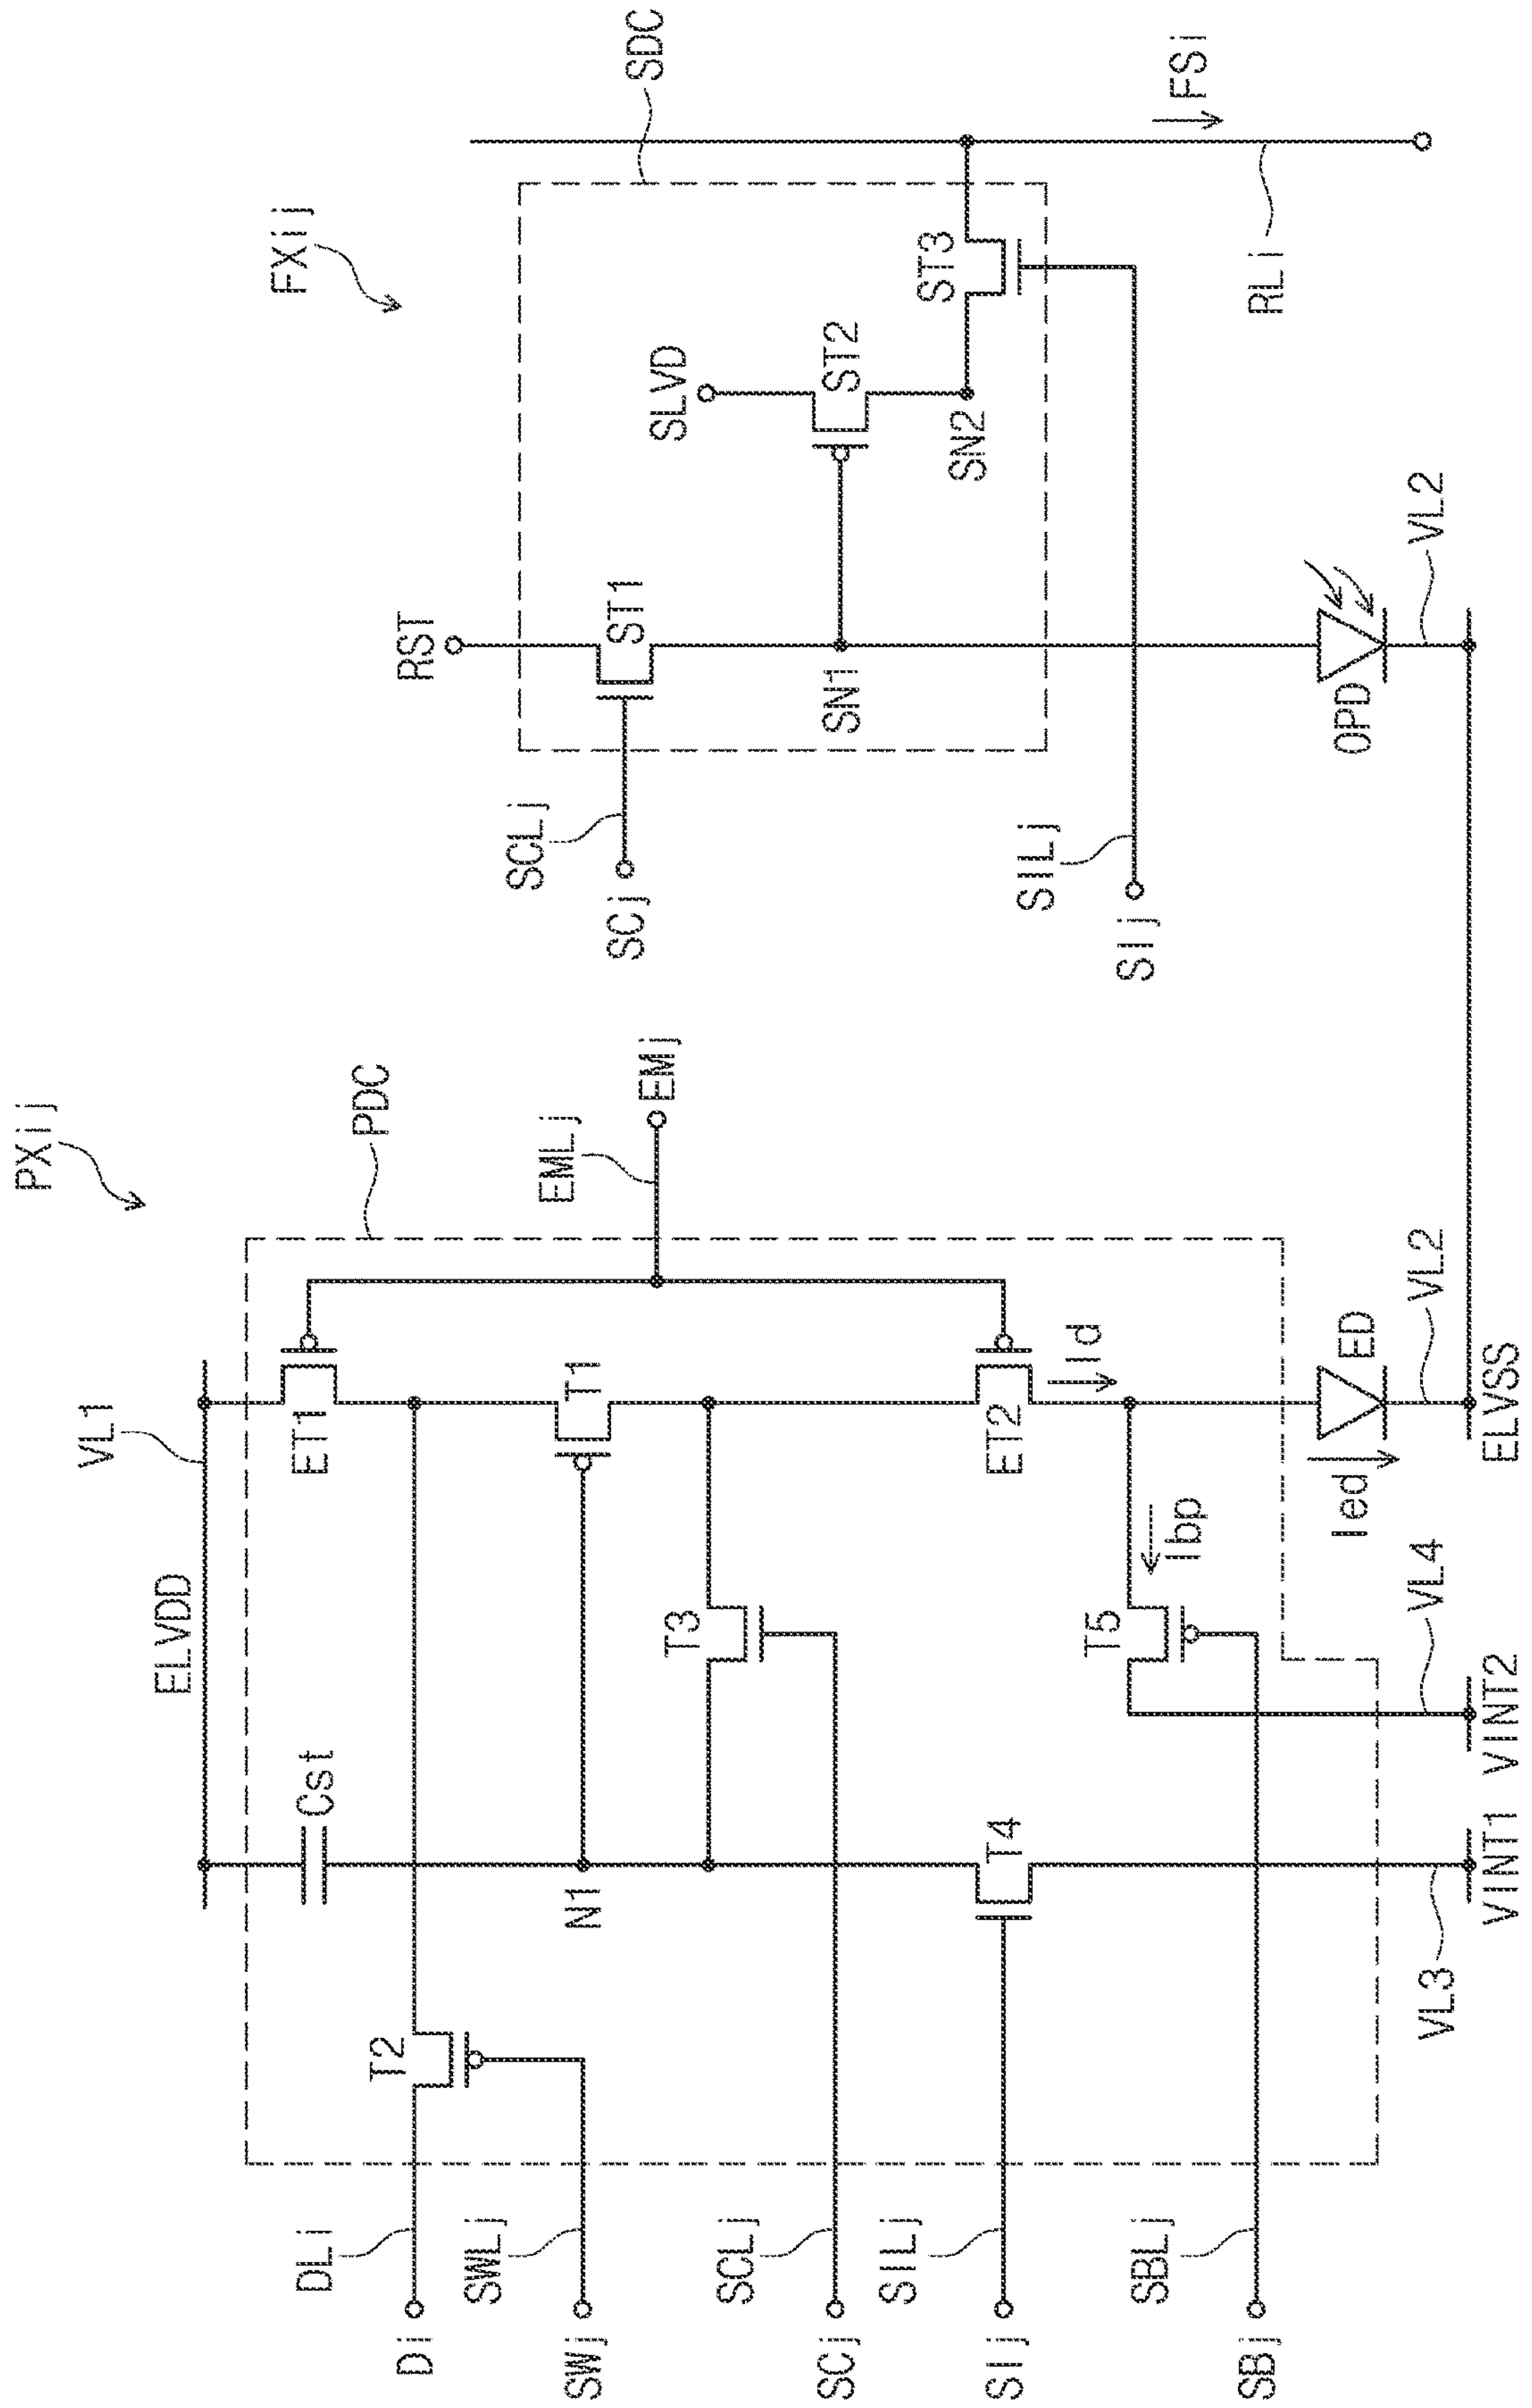 PXij
FXij
VL1
ELVDD
PDC
SDC
RST
SLVD
Cst
ET1
T1
T2
T3
T4
T5
ET2
N1
EMLj
EMj
Id
Ibp
Ied
ED
DLi
Di
SWLj
SWj
SCLj
SCj
SILj
SIj
SBLj
SBj
VL3
VINT1
VL4
VINT2
VL2
ELVSS
SCLj
SCj
ST1
SN1
ST2
SN2
ST3
SILj
SIj
OPD
VL2
RLi
FSi